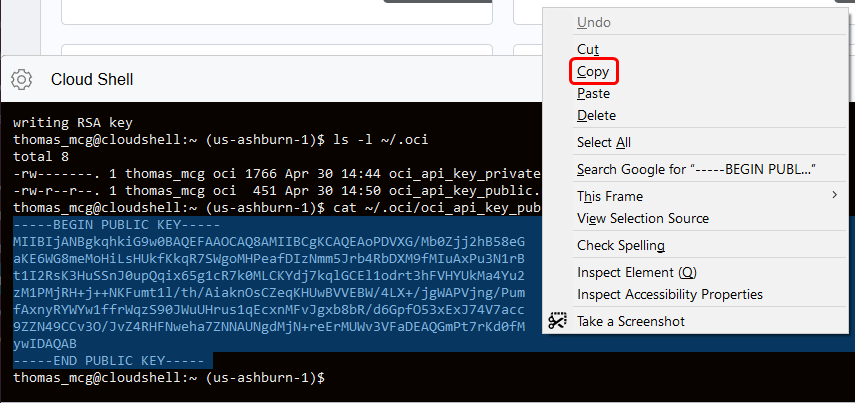 Cloud Shell
writing RSA key
thomas_mcg@cloudshell:~ (us-ashburn-1)$ ls -l ~/.oci
total 8
-rw-------. 1 thomas_mcg oci 1766 Apr 30 14:44 oci_api_key_private
-rw-r--r--. 1 thomas_mcg oci  451 Apr 30 14:50 oci_api_key_public.
thomas_mcg@cloudshell:~ (us-ashburn-1)$ cat ~/.oci/oci_api_key_pub
-----BEGIN PUBLIC KEY-----
MIIBIjANBgkqhkiG9w0BAQEFAAOCAQ8AMIIBCgKCAQEAoPDVXG/Mb0Zjj2hB58eG
aKE6WG8meMoHiLsHUkfKkqR7SWgoMHPeafDIzNmm5Jrb4RbDXM9fMIuAxPu3N1rB
t1I2RsK3HuSSnJ0upQqix65g1cR7k0MLCKYdj7kqlGCEl1odrt3hFVHYUkMa4Yu2
zM1PMjRH+j++NKFumt1l/th/AiaknOsCZeqKHUwBVVEBW/4LX+/jgWAPVjng/Pum
fAxnyRYWYw1ffrWqzS90JWuUHrus1qEcxnMFvJgxb8bR/d6GpfO53xExJ74V7acc
9ZZN49CCv3O/JvZ4RHFNweha7ZNNAUNgdMjN+reErMUWv3VFaDEAQGmPt7rKd0fM
ywIDAQAB
-----END PUBLIC KEY-----
thomas_mcg@cloudshell:~ (us-ashburn-1)$
Undo
Cut
Copy
Paste
Delete
Select All
Search Google for “-----BEGIN PUBL...”
This Frame
View Selection Source
Check Spelling
Inspect Element (Q)
Inspect Accessibility Properties
Take a Screenshot